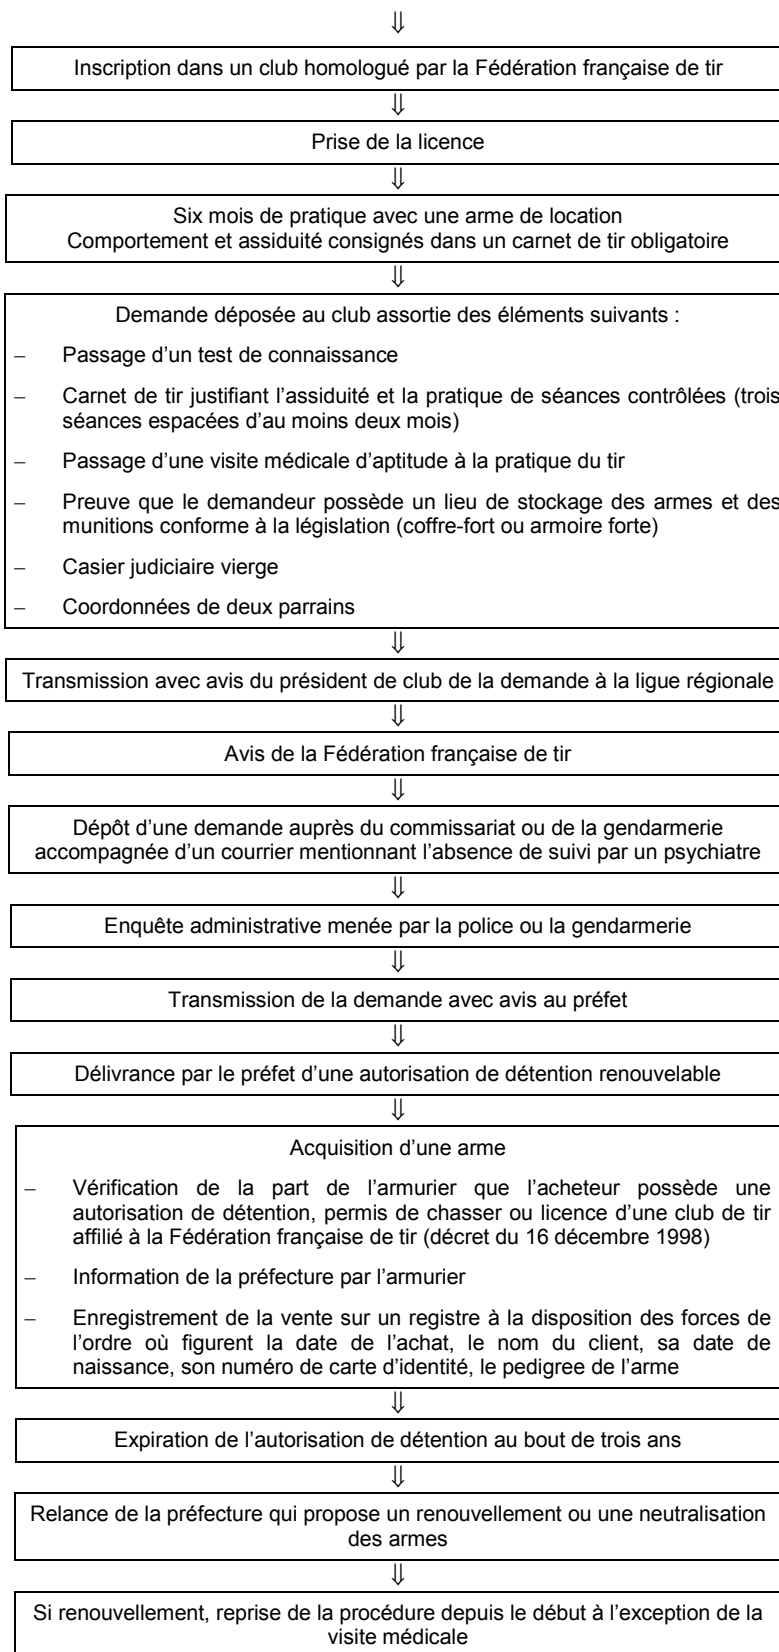 ⇓
Inscription dans un club homologué par la Fédération française de tir
⇓
Prise de la licence
⇓
Six mois de pratique avec une arme de location
Comportement et assiduité consignés dans un carnet de tir obligatoire
⇓
Demande déposée au club assortie des éléments suivants :
– Passage d’un test de connaissance
– Carnet de tir justifiant l’assiduité et la pratique de séances contrôlées (trois
séances espacées d’au moins deux mois)
– Passage d’une visite médicale d’aptitude à la pratique du tir
– Preuve que le demandeur possède un lieu de stockage des armes et des
munitions conforme à la législation (coffre-fort ou armoire forte)
– Casier judiciaire vierge
– Coordonnées de deux parrains
⇓
Transmission avec avis du président de club de la demande à la ligue régionale
⇓
Avis de la Fédération française de tir
⇓
Dépôt d’une demande auprès du commissariat ou de la gendarmerie
accompagnée d’un courrier mentionnant l’absence de suivi par un psychiatre
⇓
Enquête administrative menée par la police ou la gendarmerie
⇓
Transmission de la demande avec avis au préfet
⇓
Délivrance par le préfet d’une autorisation de détention renouvelable
⇓
Acquisition d’une arme
– Vérification de la part de l’armurier que l’acheteur possède une
autorisation de détention, permis de chasser ou licence d’une club de tir
affilié à la Fédération française de tir (décret du 16 décembre 1998)
– Information de la préfecture par l’armurier
– Enregistrement de la vente sur un registre à la disposition des forces de
l’ordre où figurent la date de l’achat, le nom du client, sa date de
naissance, son numéro de carte d’identité, le pedigree de l’arme
⇓
Expiration de l’autorisation de détention au bout de trois ans
⇓
Relance de la préfecture qui propose un renouvellement ou une neutralisation
des armes
⇓
Si renouvellement, reprise de la procédure depuis le début à l’exception de la
visite médicale